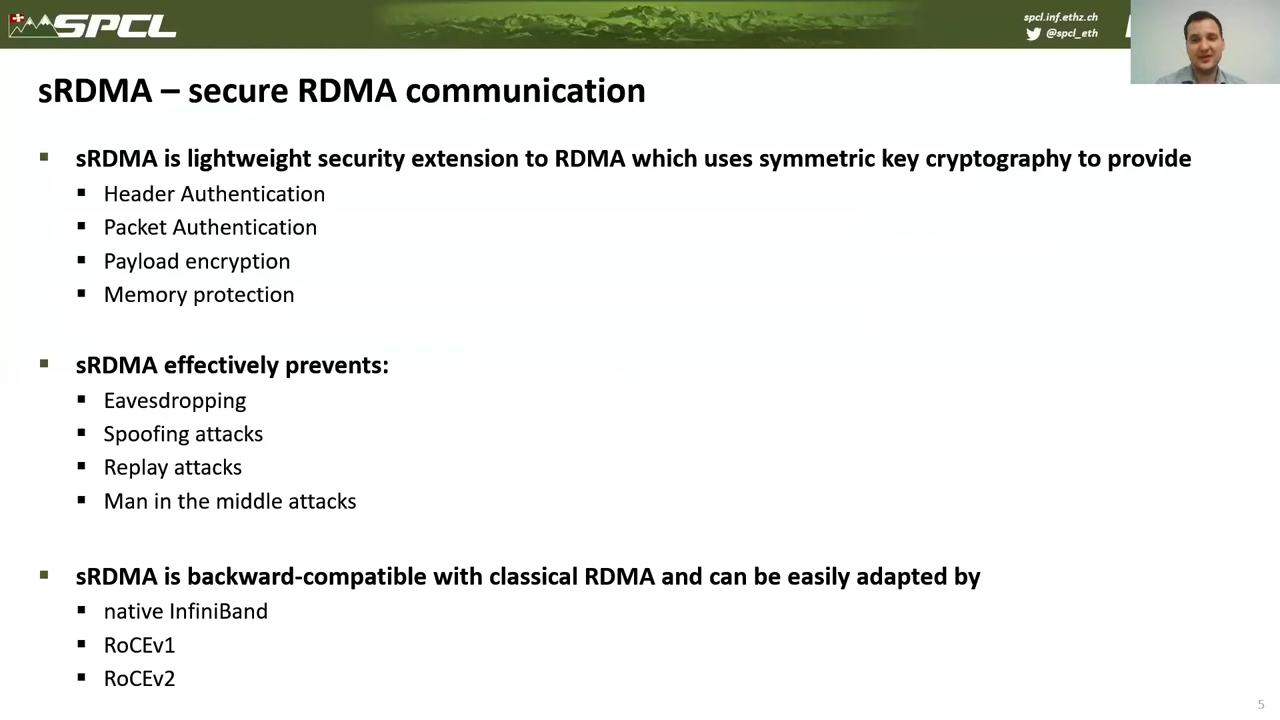 SPCL
spcl.inf.ethz.ch
@spcl_eth
sRDMA – secure RDMA communication
sRDMA is lightweight security extension to RDMA which uses symmetric key cryptography to provide
Header Authentication
Packet Authentication
Payload encryption
Memory protection
sRDMA effectively prevents:
Eavesdropping
Spoofing attacks
Replay attacks
Man in the middle attacks
sRDMA is backward-compatible with classical RDMA and can be easily adapted by
native InfiniBand
RoCEv1
RoCEv2
5